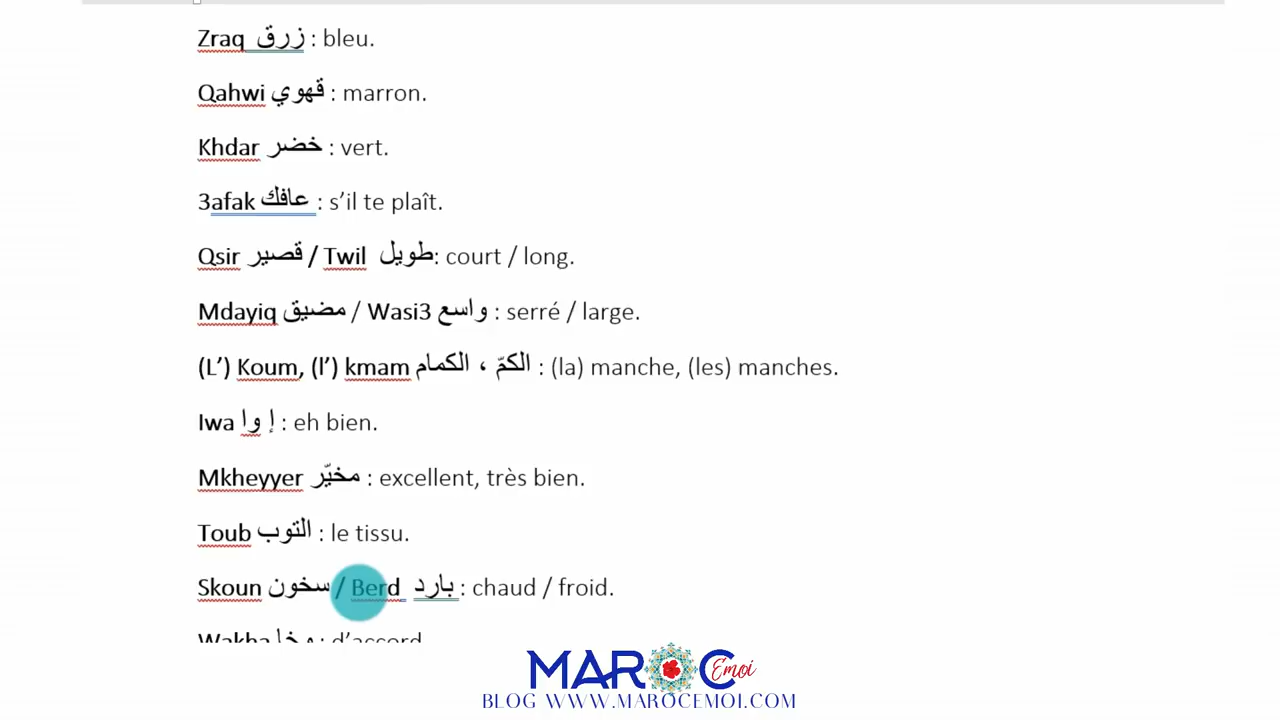 Zraq زرق : bleu.
Qahwi قهوي : marron.
Khdar خضر : vert.
3afak عافك : s’il te plaît.
Qsir قصير / Twil طويل: court / long.
Mdayiq مضيق / Wasi3 واسع : serré / large.
(L’) Koum, (l’) kmam الكمّ ، الكمام : (la) manche, (les) manches.
Iwa إ وا : eh bien.
Mkheyyer مخيّر : excellent, très bien.
Toub التوب : le tissu.
Skoun سخون / Berd بارد : chaud / froid.
Wakha وخا : d’accord
MAROC Emoi
BLOG WWW.MAROCEMOI.COM